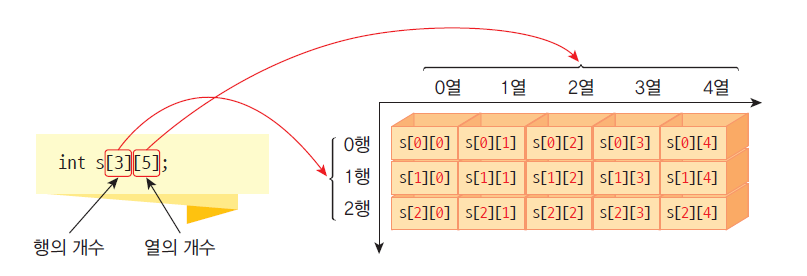 0열 1열 2열 3열 4열
int s[3][5];
행의 개수 열의 개수
0행 s[0][0] s[0][1] s[0][2] s[0][3] s[0][4]
1행 s[1][0] s[1][1] s[1][2] s[1][3] s[1][4]
2행 s[2][0] s[2][1] s[2][2] s[2][3] s[2][4]